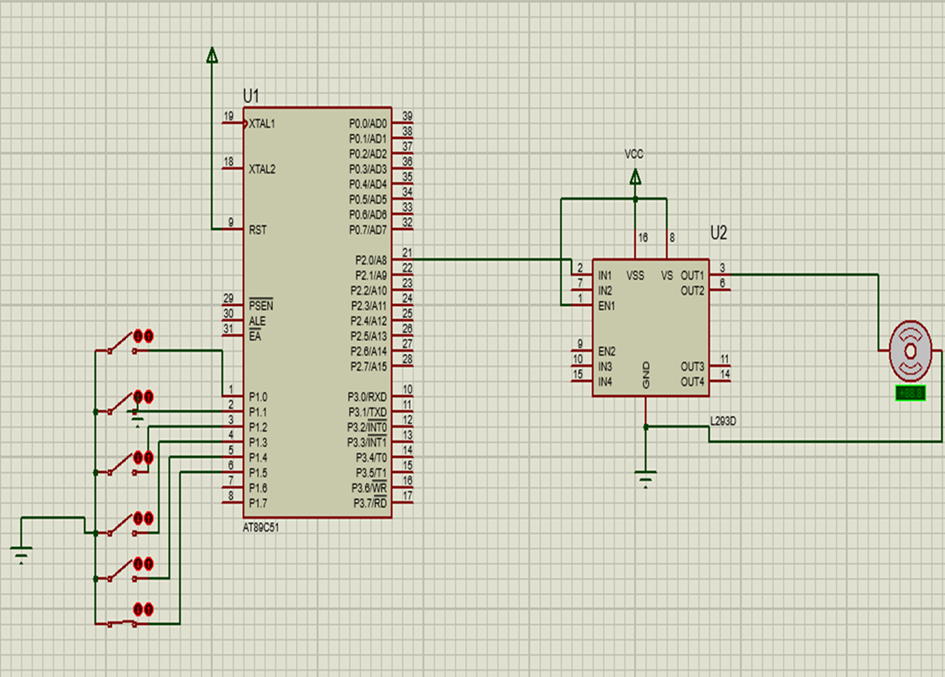 U1
19 XTAL1
18 XTAL2
9 RST
29 PSEN
30 ALE
31 EA
1 P1.0
2 P1.1
3 P1.2
4 P1.3
5 P1.4
6 P1.5
7 P1.6
8 P1.7
P0.0/AD0 39
P0.1/AD1 38
P0.2/AD2 37
P0.3/AD3 36
P0.4/AD4 35
P0.5/AD5 34
P0.6/AD6 33
P0.7/AD7 32
P2.0/A8 21
P2.1/A9 22
P2.2/A10 23
P2.3/A11 24
P2.4/A12 25
P2.5/A13 26
P2.6/A14 27
P2.7/A15 28
P3.0/RXD 10
P3.1/TXD 11
P3.2/INT0 12
P3.3/INT1 13
P3.4/T0 14
P3.5/T1 15
P3.6/WR 16
P3.7/RD 17
AT89C51
VCC
U2
16 8
2 IN1
7 IN2
1 EN1
9 EN2
10 IN3
15 IN4
VSS VS
GND
OUT1 3
OUT2 6
OUT3 11
OUT4 14
L293D